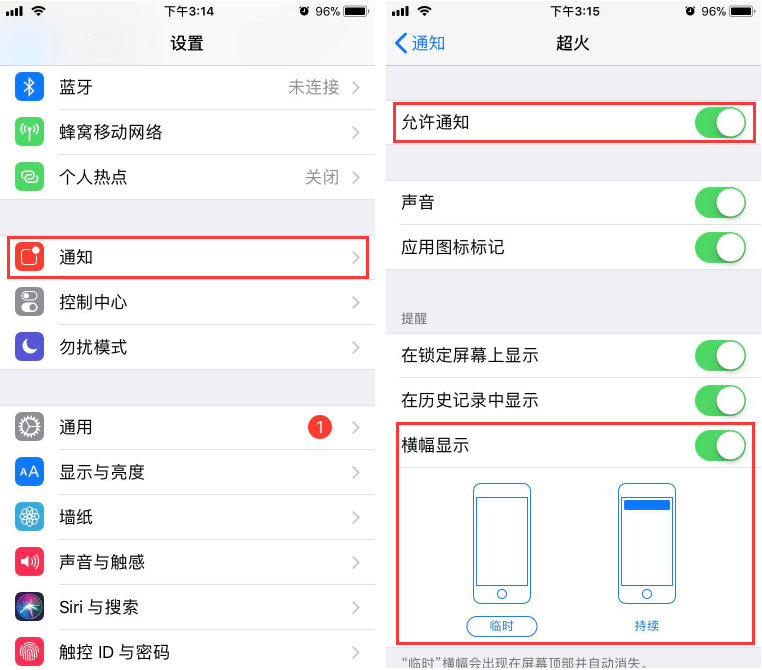 下午3:14
96%
设置
蓝牙
未连接
蜂窝移动网络
个人热点
关闭
通知
控制中心
勿扰模式
通用
1
AA
显示与亮度
墙纸
声音与触感
Siri 与搜索
触控 ID 与密码
下午3:15
96%
通知
超火
允许通知
声音
应用图标标记
提醒
在锁定屏幕上显示
在历史记录中显示
横幅显示
临时
持续
“临时”横幅会出现在屏幕顶部并自动消失。